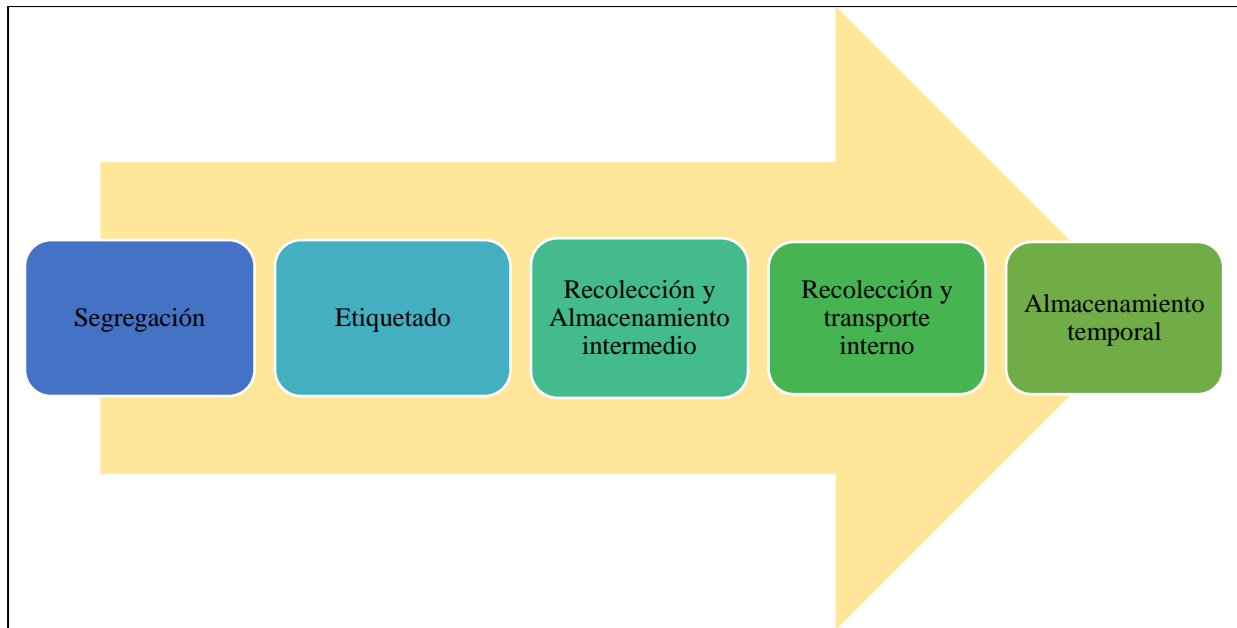 Segregación
Etiquetado
Recolección y
Almacenamiento
intermedio
Recolección y
transporte
interno
Almacenamiento
temporal